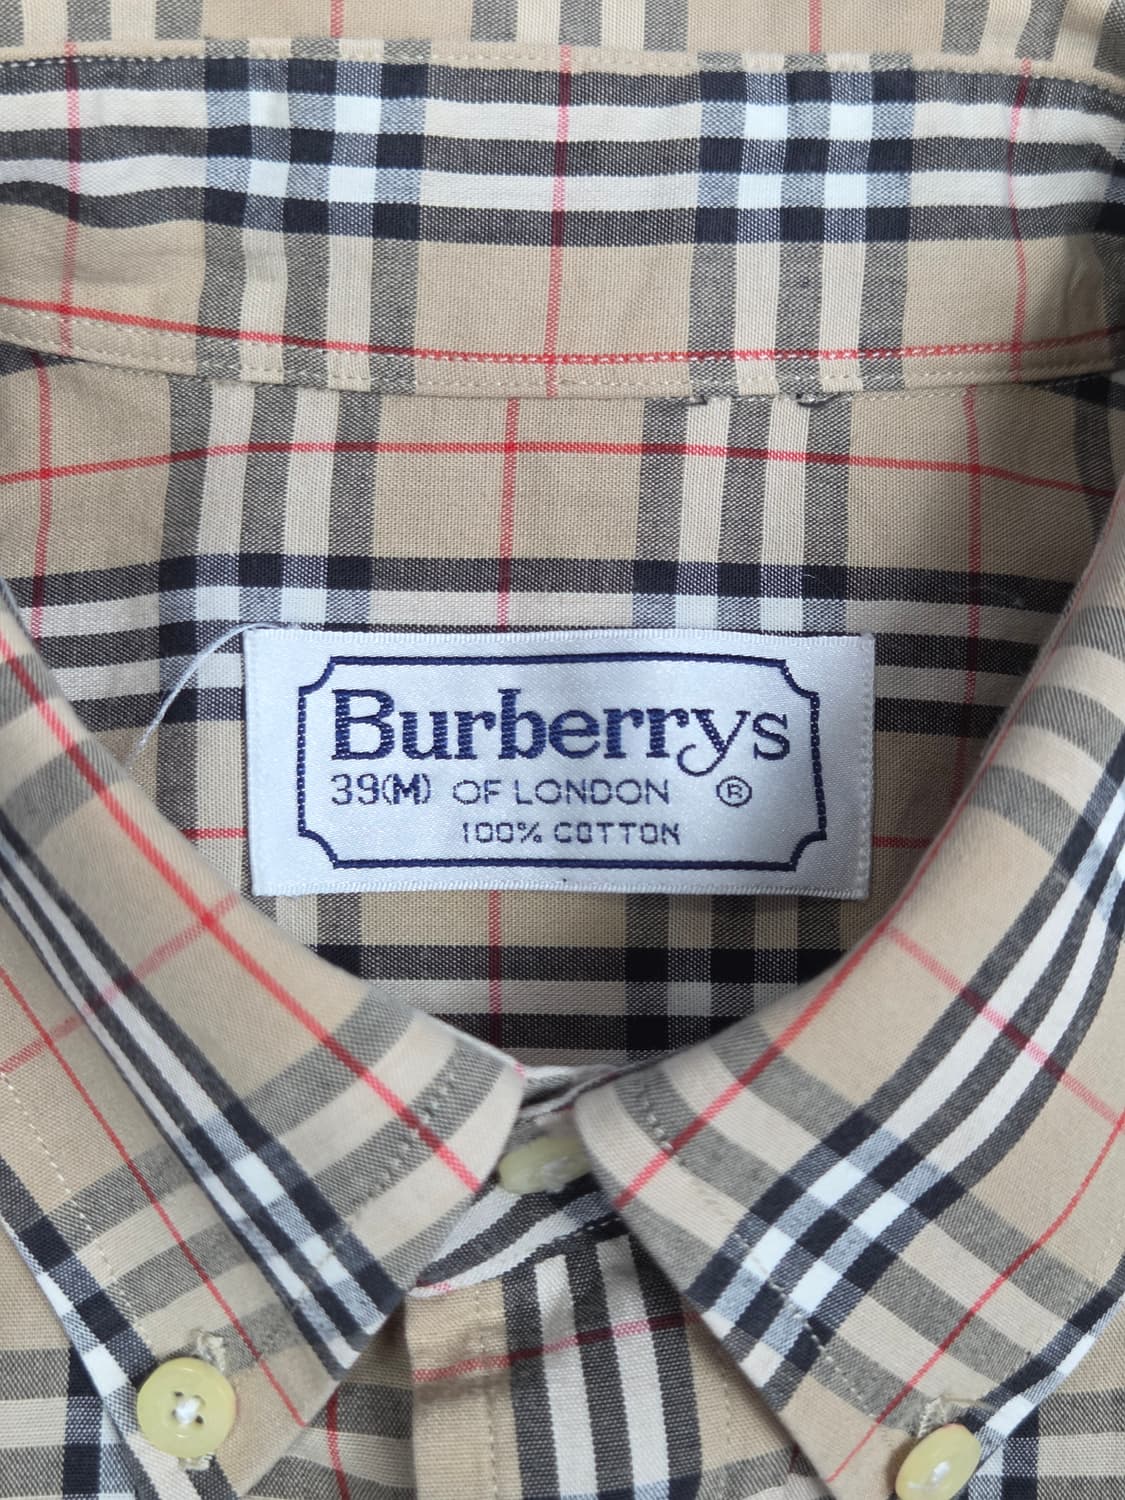 Burberrys
39(M) OF LONDON ®
100% COTTON